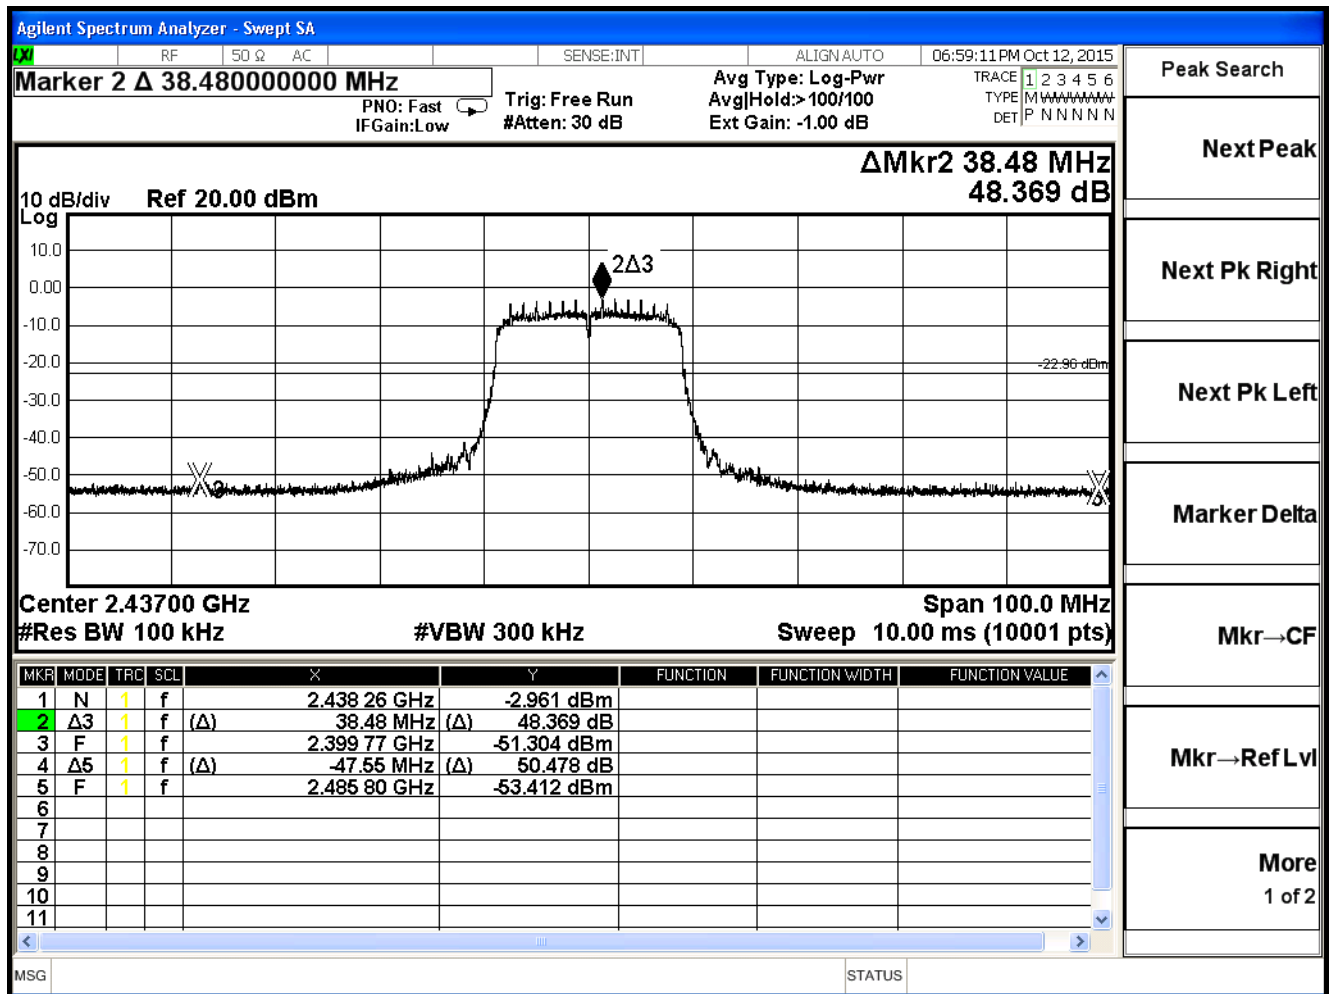 Agilent Spectrum Analyzer - Swept SA
LXI RF 50 Ω AC SENSE:INT ALIGN AUTO 06:59:11 PM Oct 12, 2015
Marker 2 Δ 38.480000000 MHz
PNO: Fast
IFGain:Low
Trig: Free Run
#Atten: 30 dB
Avg Type: Log-Pwr
Avg|Hold:>100/100
Ext Gain: -1.00 dB
TRACE 1 2 3 4 5 6
TYPE M WWWWW
DET P N N N N N
ΔMkr2 38.48 MHz
48.369 dB
10 dB/div Ref 20.00 dBm
Log
10.0
0.00
-10.0
-20.0
-30.0
-40.0
-50.0
-60.0
-70.0
2Δ3
-22.96 dBm
Center 2.43700 GHz Span 100.0 MHz
#Res BW 100 kHz #VBW 300 kHz Sweep 10.00 ms (10001 pts)
MKR MODE TRC SCL X Y FUNCTION FUNCTION WIDTH FUNCTION VALUE
1 N 1 f 2.438 26 GHz -2.961 dBm
2 Δ3 1 f (Δ) 38.48 MHz (Δ) 48.369 dB
3 F 1 f 2.399 77 GHz -51.304 dBm
4 Δ5 1 f (Δ) -47.55 MHz (Δ) 50.478 dB
5 F 1 f 2.485 80 GHz -53.412 dBm
6
7
8
9
10
11
MSG STATUS
Peak Search
Next Peak
Next Pk Right
Next Pk Left
Marker Delta
Mkr→CF
Mkr→Ref Lvl
More
1 of 2